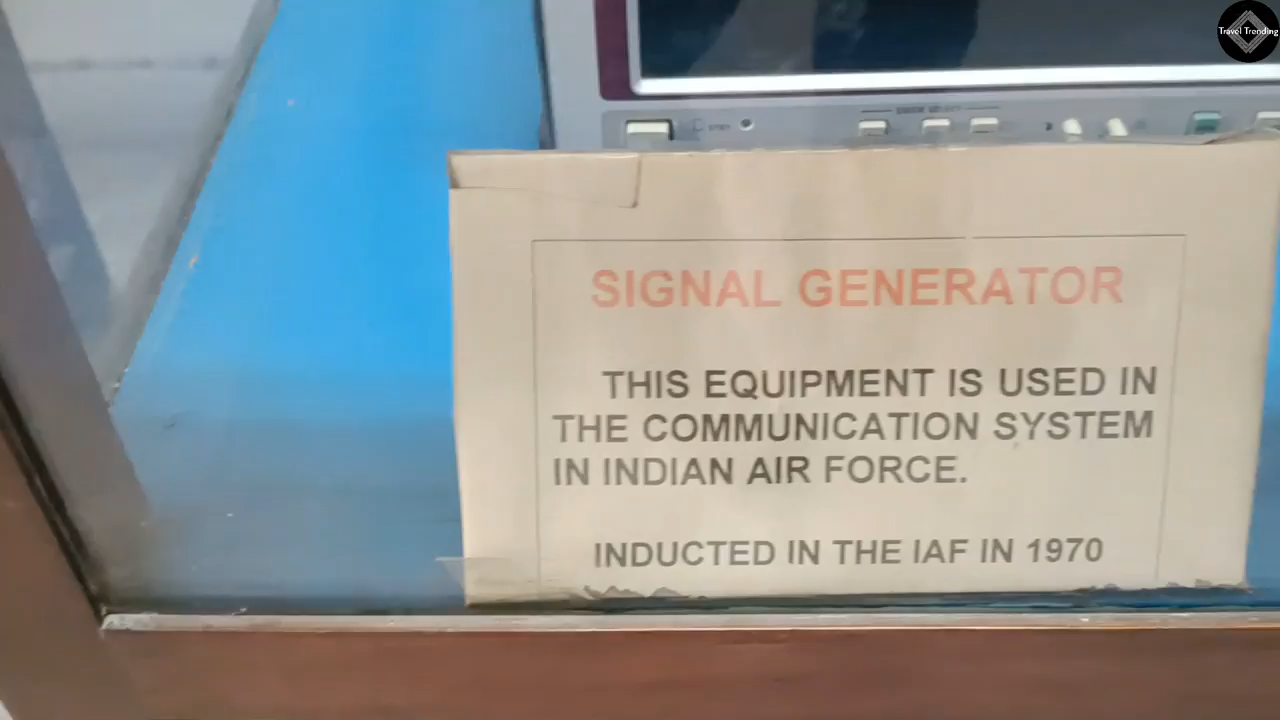 Travel Trending
SIGNAL GENERATOR
THIS EQUIPMENT IS USED IN
THE COMMUNICATION SYSTEM
IN INDIAN AIR FORCE.
INDUCTED IN THE IAF IN 1970